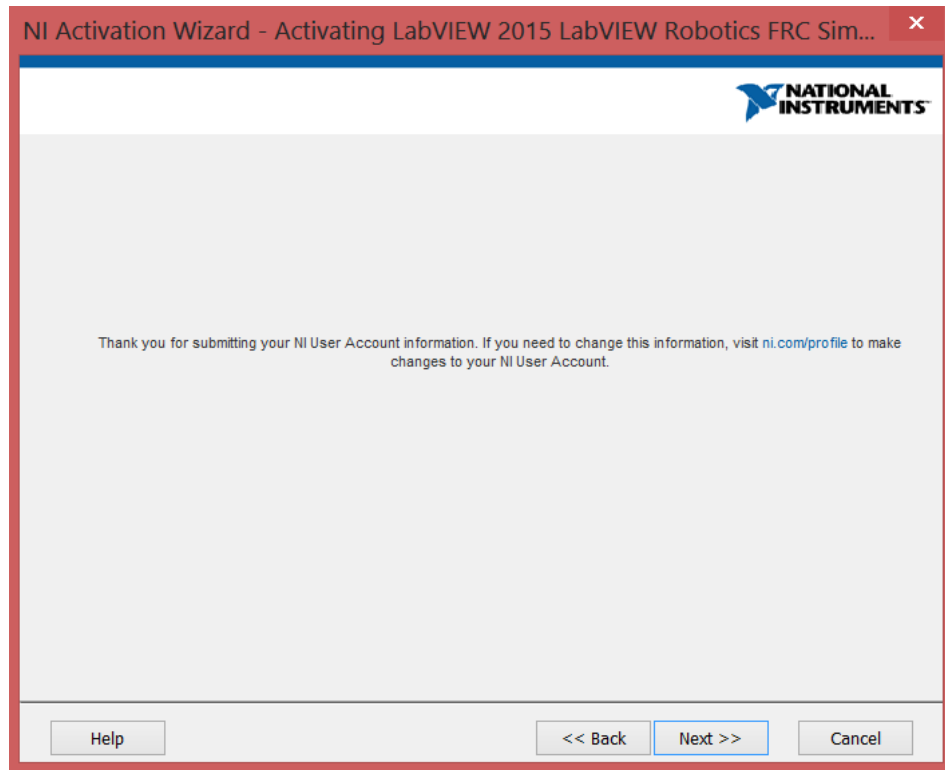 NI Activation Wizard - Activating LabVIEW 2015 LabVIEW Robotics FRC Sim...
NATIONAL
INSTRUMENTS™
Thank you for submitting your NI User Account information. If you need to change this information, visit ni.com/profile to make
changes to your NI User Account.
Help
<< Back
Next >>
Cancel